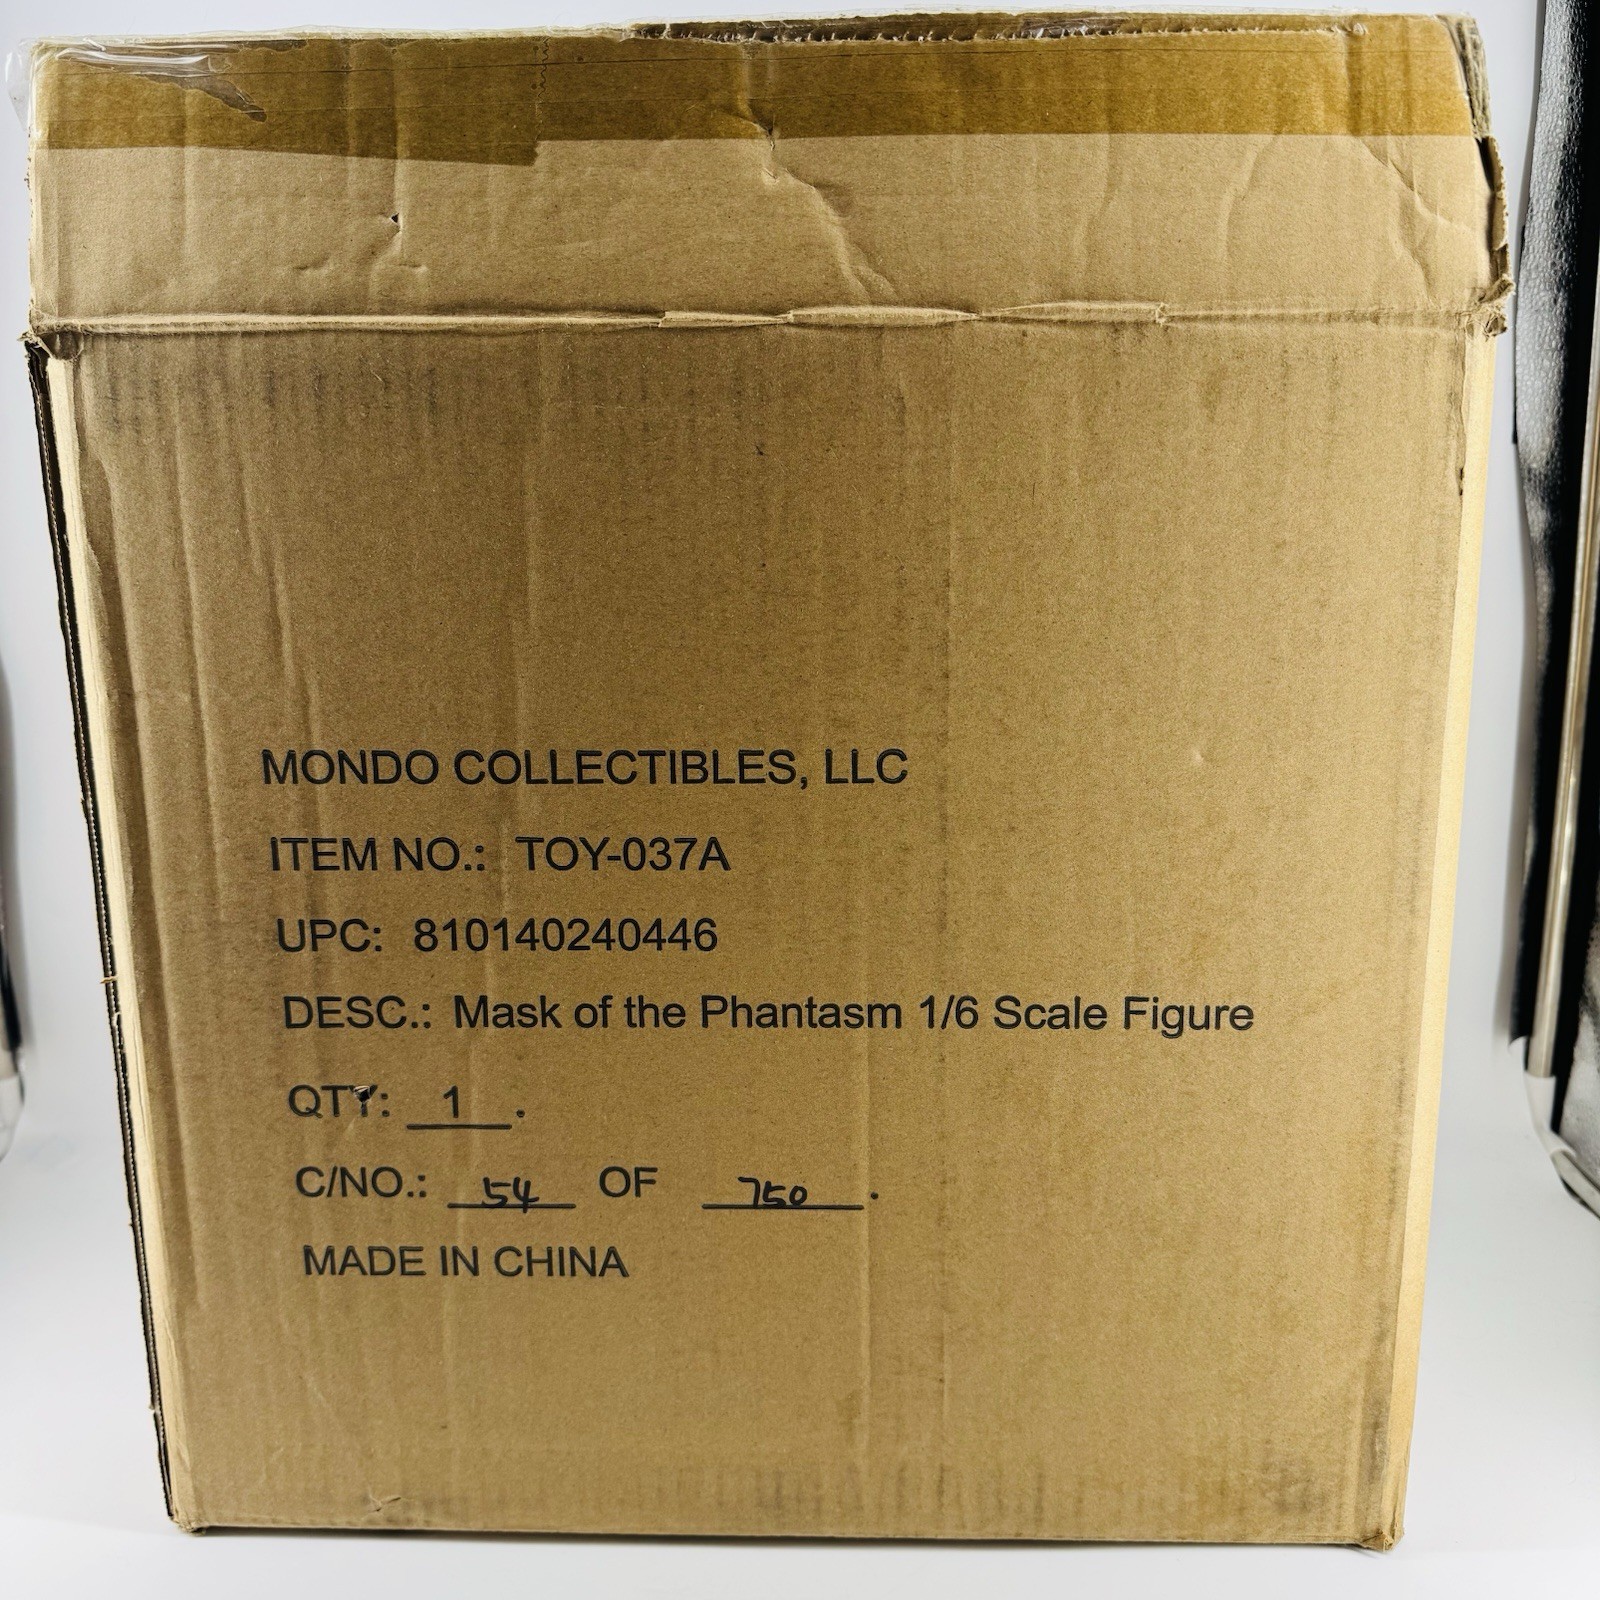 MONDO COLLECTIBLES, LLC
ITEM NO.: TOY-037A
UPC: 810140240446
DESC.: Mask of the Phantasm 1/6 Scale Figure
QTY: 1 .
C/NO.: 54 OF 750 .
MADE IN CHINA